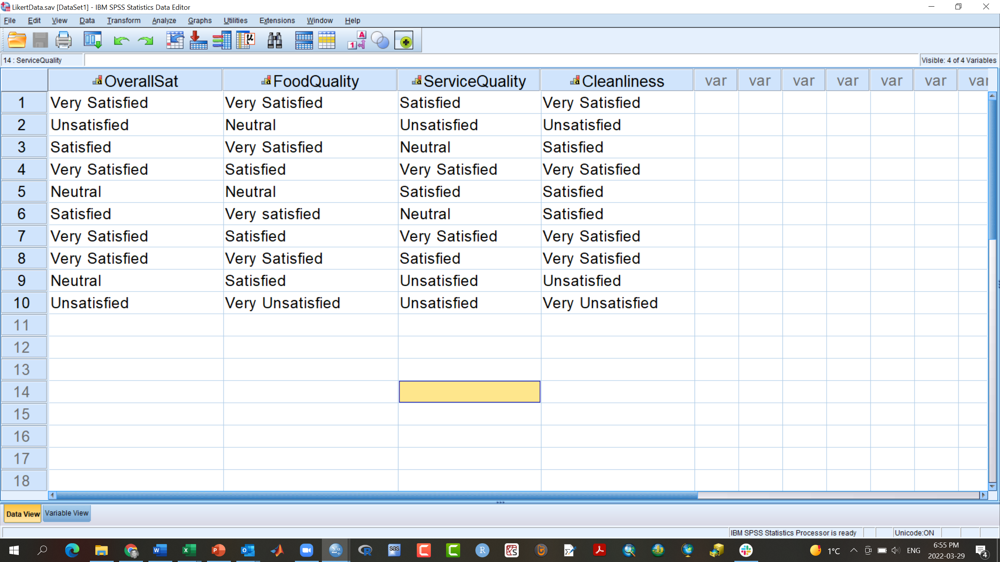 LikertData.sav [DataSet1] - IBM SPSS Statistics Data Editor
File Edit View Data Transform Analyze Graphs Utilities Extensions Window Help
14 : ServiceQuality Visible: 4 of 4 Variables
OverallSat FoodQuality ServiceQuality Cleanliness var var var var var var var
1 Very Satisfied Very Satisfied Satisfied Very Satisfied
2 Unsatisfied Neutral Unsatisfied Unsatisfied
3 Satisfied Very Satisfied Neutral Satisfied
4 Very Satisfied Satisfied Very Satisfied Very Satisfied
5 Neutral Neutral Satisfied Satisfied
6 Satisfied Very satisfied Neutral Satisfied
7 Very Satisfied Satisfied Very Satisfied Very Satisfied
8 Very Satisfied Very Satisfied Satisfied Very Satisfied
9 Neutral Satisfied Unsatisfied Unsatisfied
10 Unsatisfied Very Unsatisfied Unsatisfied Very Unsatisfied
11
12
13
14
15
16
17
18
Data View Variable View
IBM SPSS Statistics Processor is ready Unicode:ON
1°C ENG 6:55 PM
2022-03-29 4